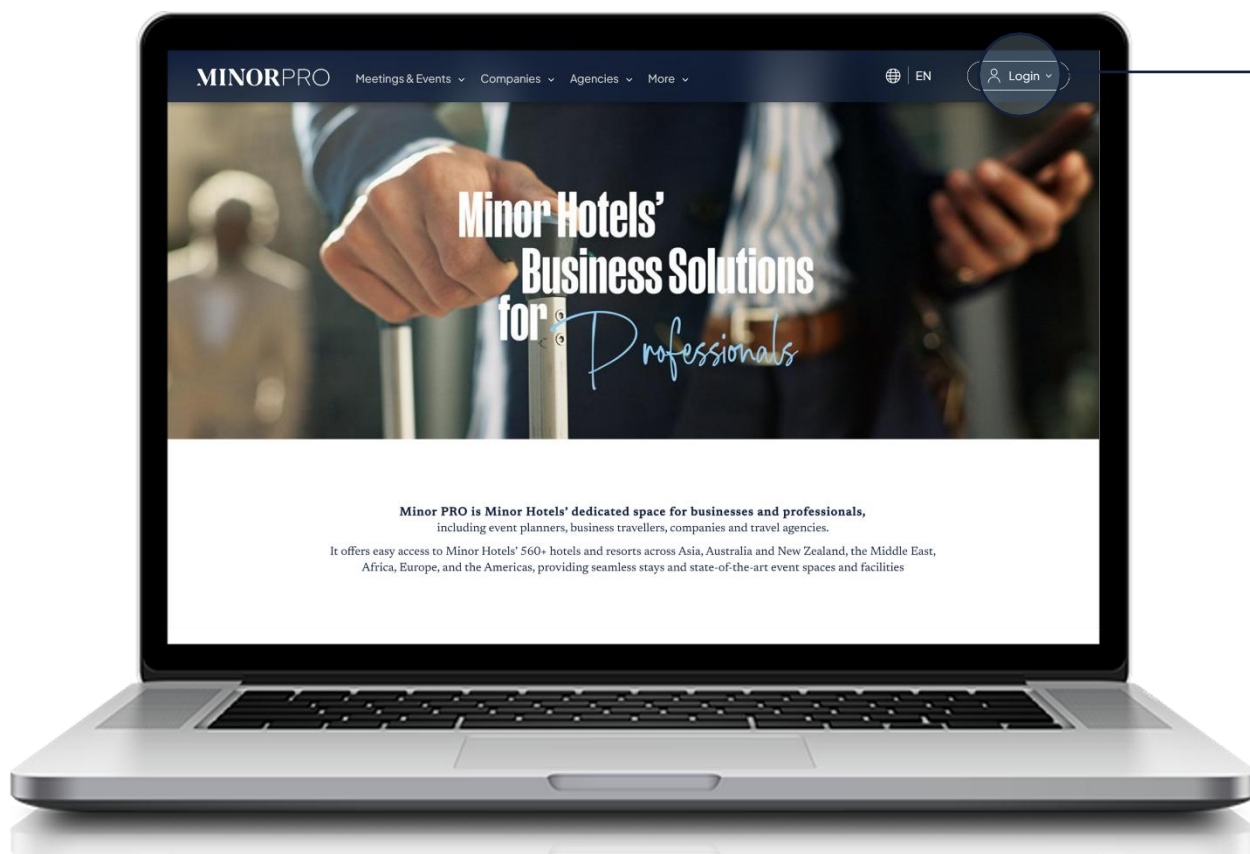 MINORPRO Meetings & Events Companies Agencies More EN Login
Minor Hotels’
Business Solutions
for Professionals
Minor PRO is Minor Hotels’ dedicated space for businesses and professionals,
including event planners, business travellers, companies and travel agencies.
It offers easy access to Minor Hotels’ 560+ hotels and resorts across Asia, Australia and New Zealand, the Middle East,
Africa, Europe, and the Americas, providing seamless stays and state-of-the-art event spaces and facilities